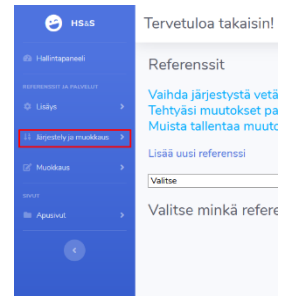 HS&S
Hallintapaneeli
REFERENSSIT JA PALVELUT
Lisäys
Järjestely ja muokkaus
Muokkaus
SIVUT
Apusivut
Tervetuloa takaisin!
Referenssit
Vaihda järjestystä vetä
Tehtyäsi muutokset pa
Muista tallentaa muuto
Lisää uusi referenssi
Valitse
Valitse minkä refere